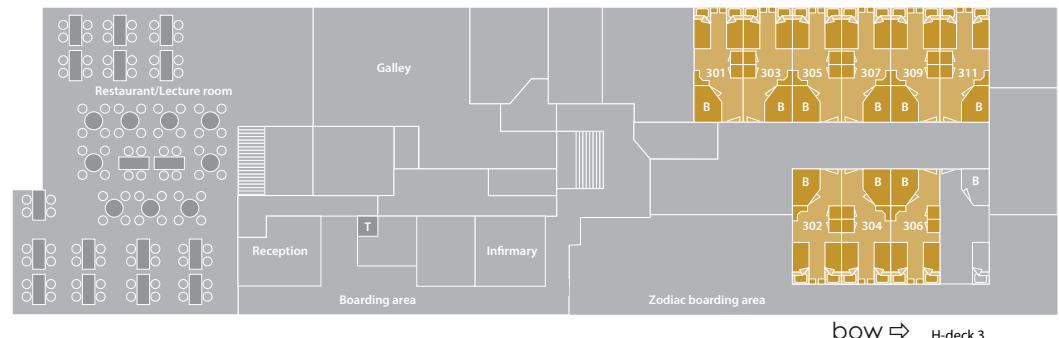 Galley
301 303 305 307 309 311
Restaurant/Lecture room
B B B B B B
B B B B
T
302 304 306
Reception
Infirmary
Boarding area
Zodiac boarding area
bow ⇨ H-deck 3